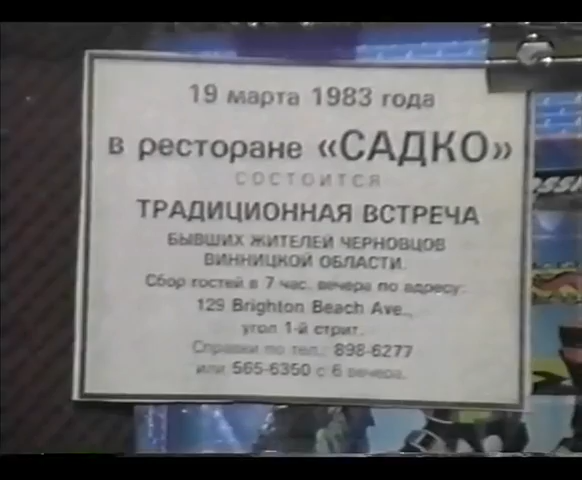 19 марта 1983 года
в ресторане «САДКО»
СОСТОИТСЯ
ТРАДИЦИОННАЯ ВСТРЕЧА
БЫВШИХ ЖИТЕЛЕЙ ЧЕРНОВЦОВ
ВИННИЦКОЙ ОБЛАСТИ.
Сбор гостей в 7 час. вечера по адресу:
129 Brighton Beach Ave.,
угол 1-й стрит.
Справки по тел.: 898-6277
или 565-6350 с 6 вечера.